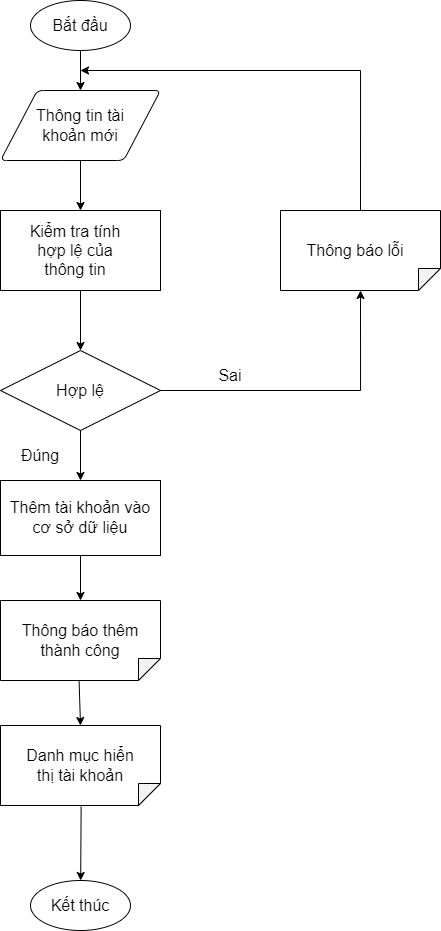 Bắt đầu
Thông tin tài
khoản mới
Kiểm tra tính
hợp lệ của
thông tin
Thông báo lỗi
Hợp lệ
Sai
Đúng
Thêm tài khoản vào
cơ sở dữ liệu
Thông báo thêm
thành công
Danh mục hiển
thị tài khoản
Kết thúc